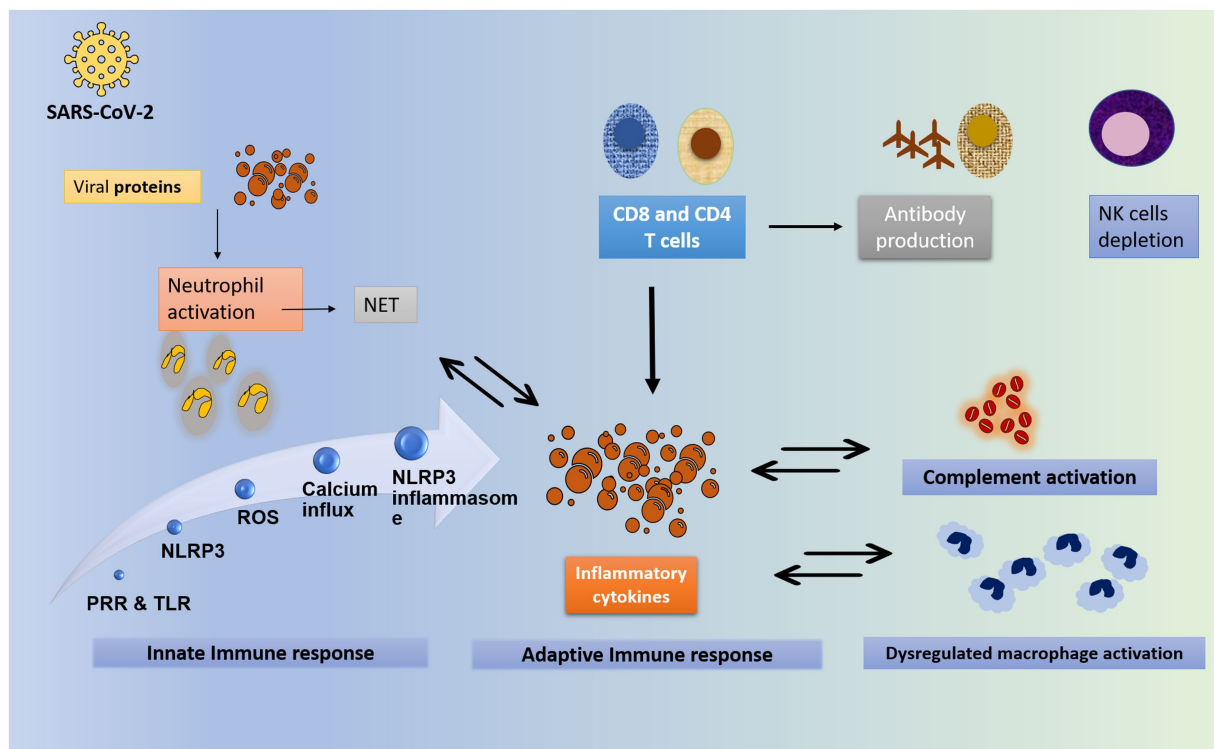 SARS-CoV-2
Viral proteins
Neutrophil
activation
NET
CD8 and CD4
T cells
Antibody
production
NK cells
depletion
PRR & TLR
NLRP3
ROS
Calcium
influx
NLRP3
inflammasom
e
Inflammatory
cytokines
Complement activation
Innate Immune response
Adaptive Immune response
Dysregulated macrophage activation